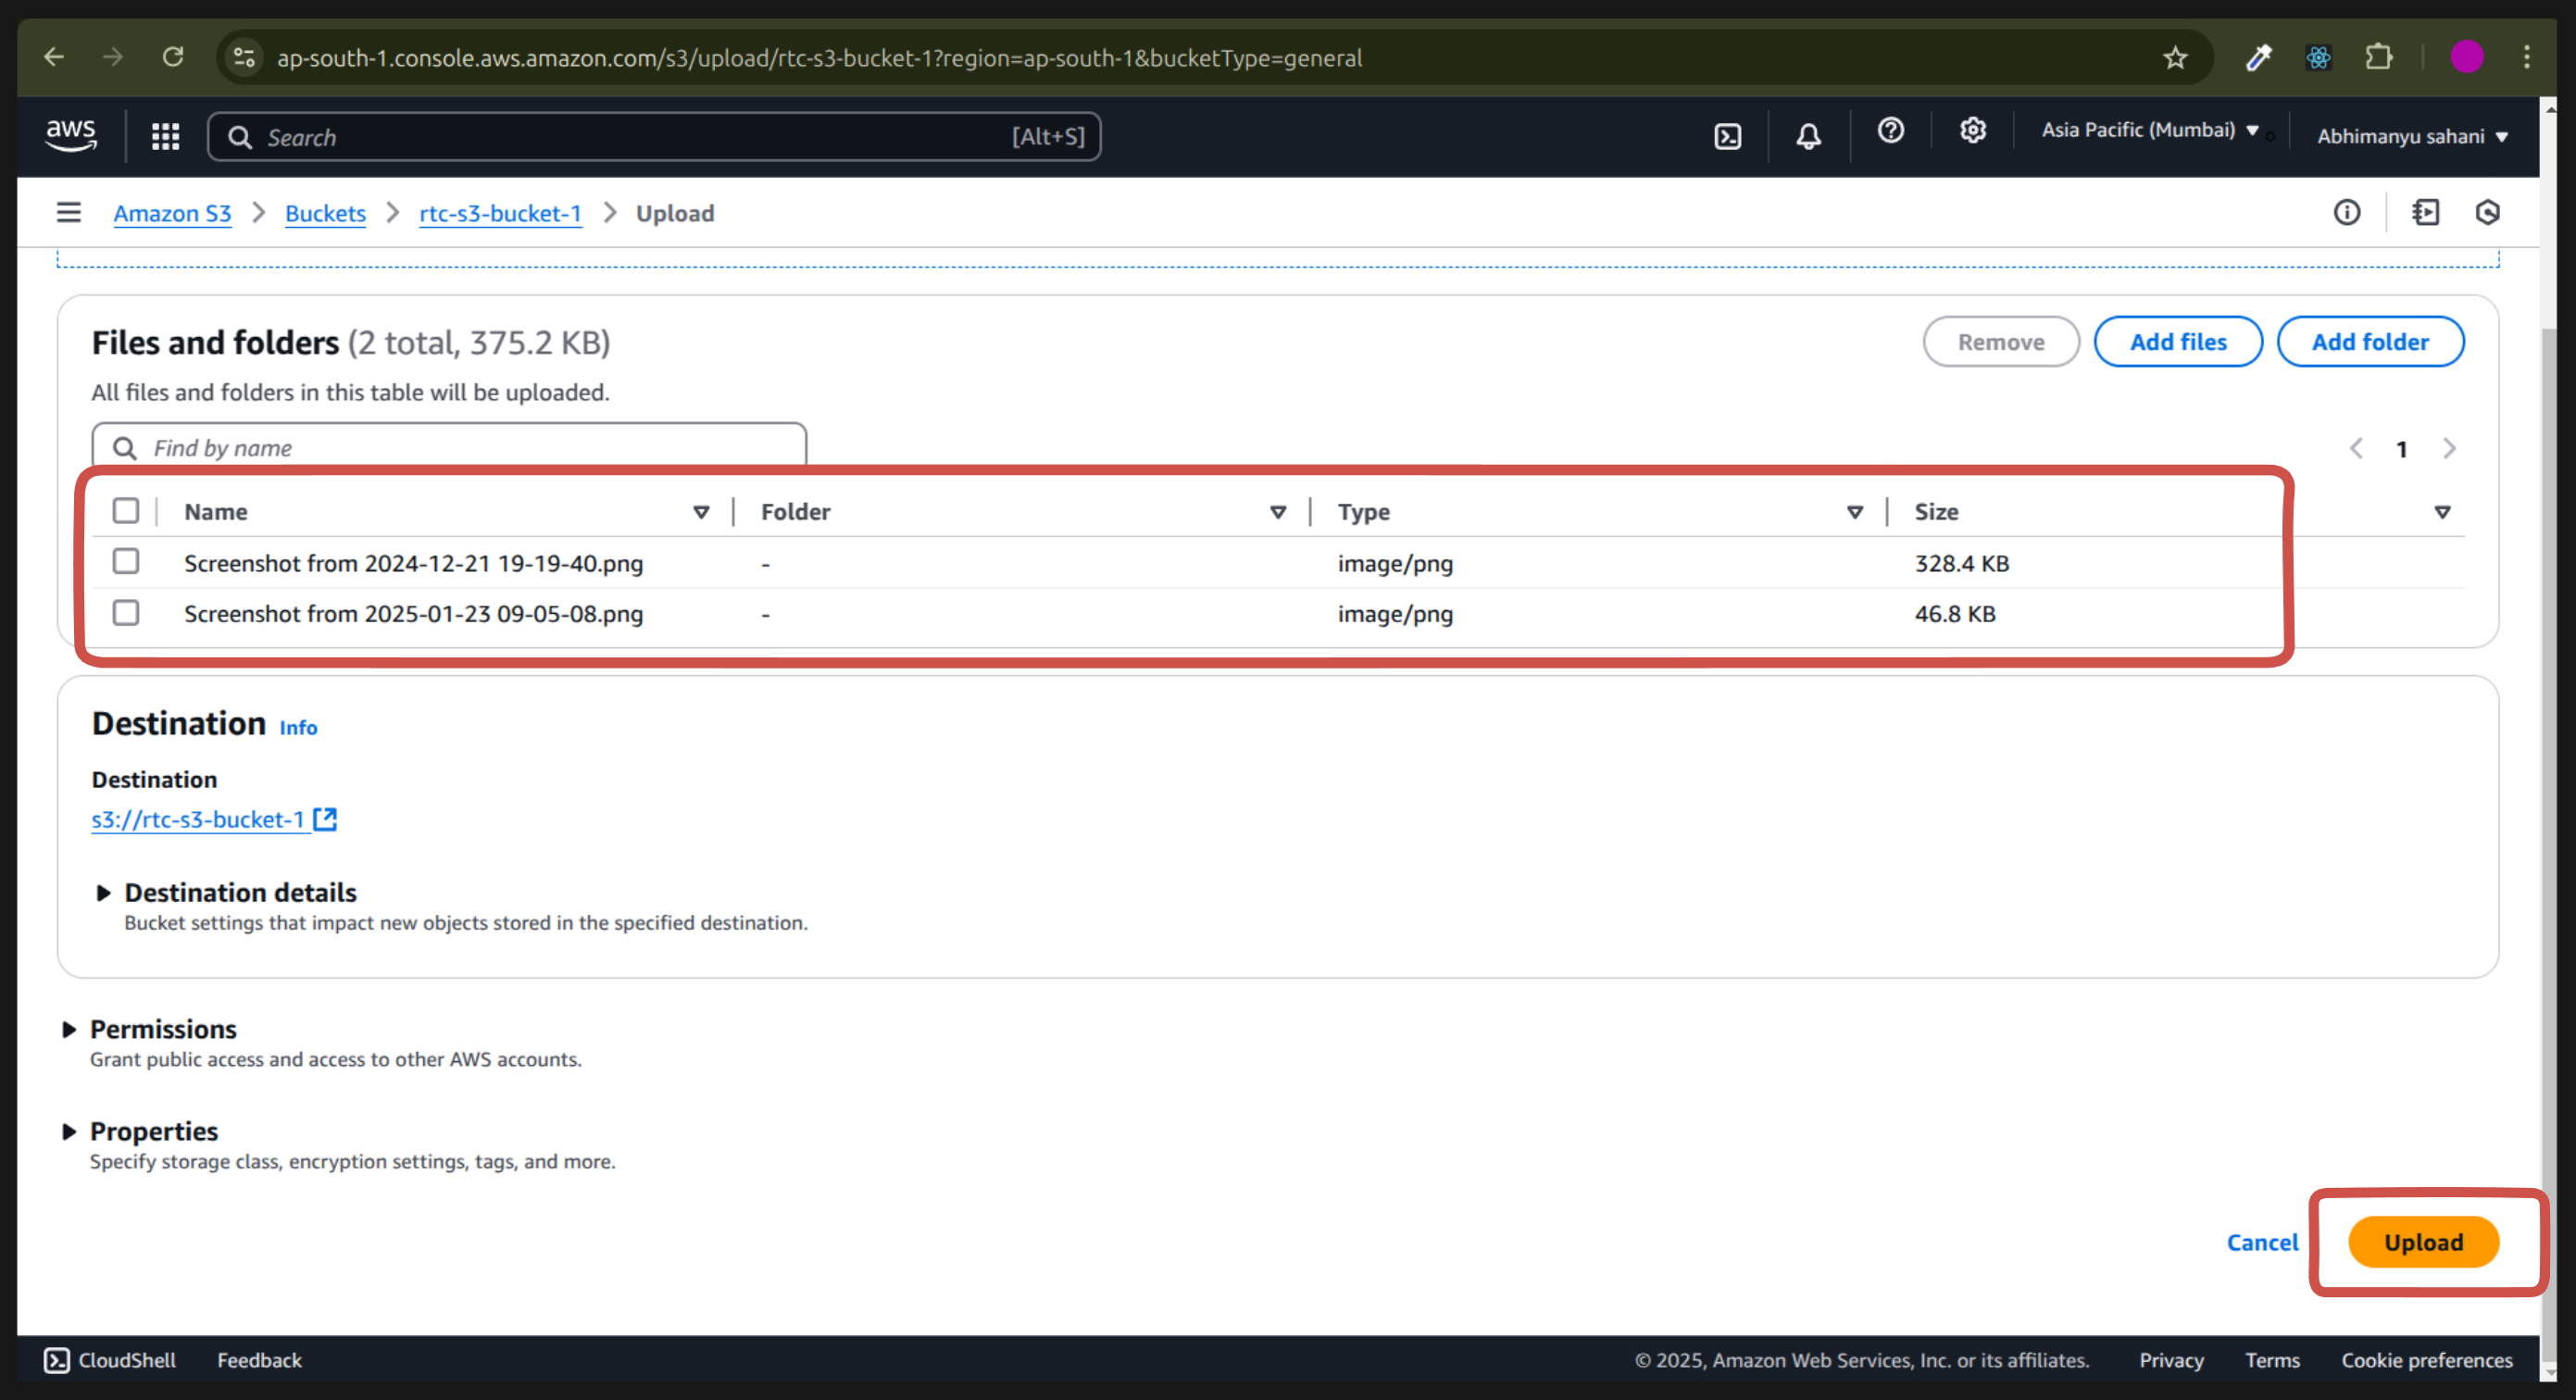 ap-south-1.console.aws.amazon.com/s3/upload/rtc-s3-bucket-1?region=ap-south-1&bucketType=general
aws Search [Alt+S] Asia Pacific (Mumbai) Abhimanyu sahani
Amazon S3 > Buckets > rtc-s3-bucket-1 > Upload
Files and folders (2 total, 375.2 KB) Remove Add files Add folder
All files and folders in this table will be uploaded.
Find by name 1
Name Folder Type Size
Screenshot from 2024-12-21 19-19-40.png - image/png 328.4 KB
Screenshot from 2025-01-23 09-05-08.png - image/png 46.8 KB
Destination Info
Destination
s3://rtc-s3-bucket-1
Destination details
Bucket settings that impact new objects stored in the specified destination.
Permissions
Grant public access and access to other AWS accounts.
Properties
Specify storage class, encryption settings, tags, and more.
Cancel Upload
CloudShell Feedback © 2025, Amazon Web Services, Inc. or its affiliates. Privacy Terms Cookie preferences